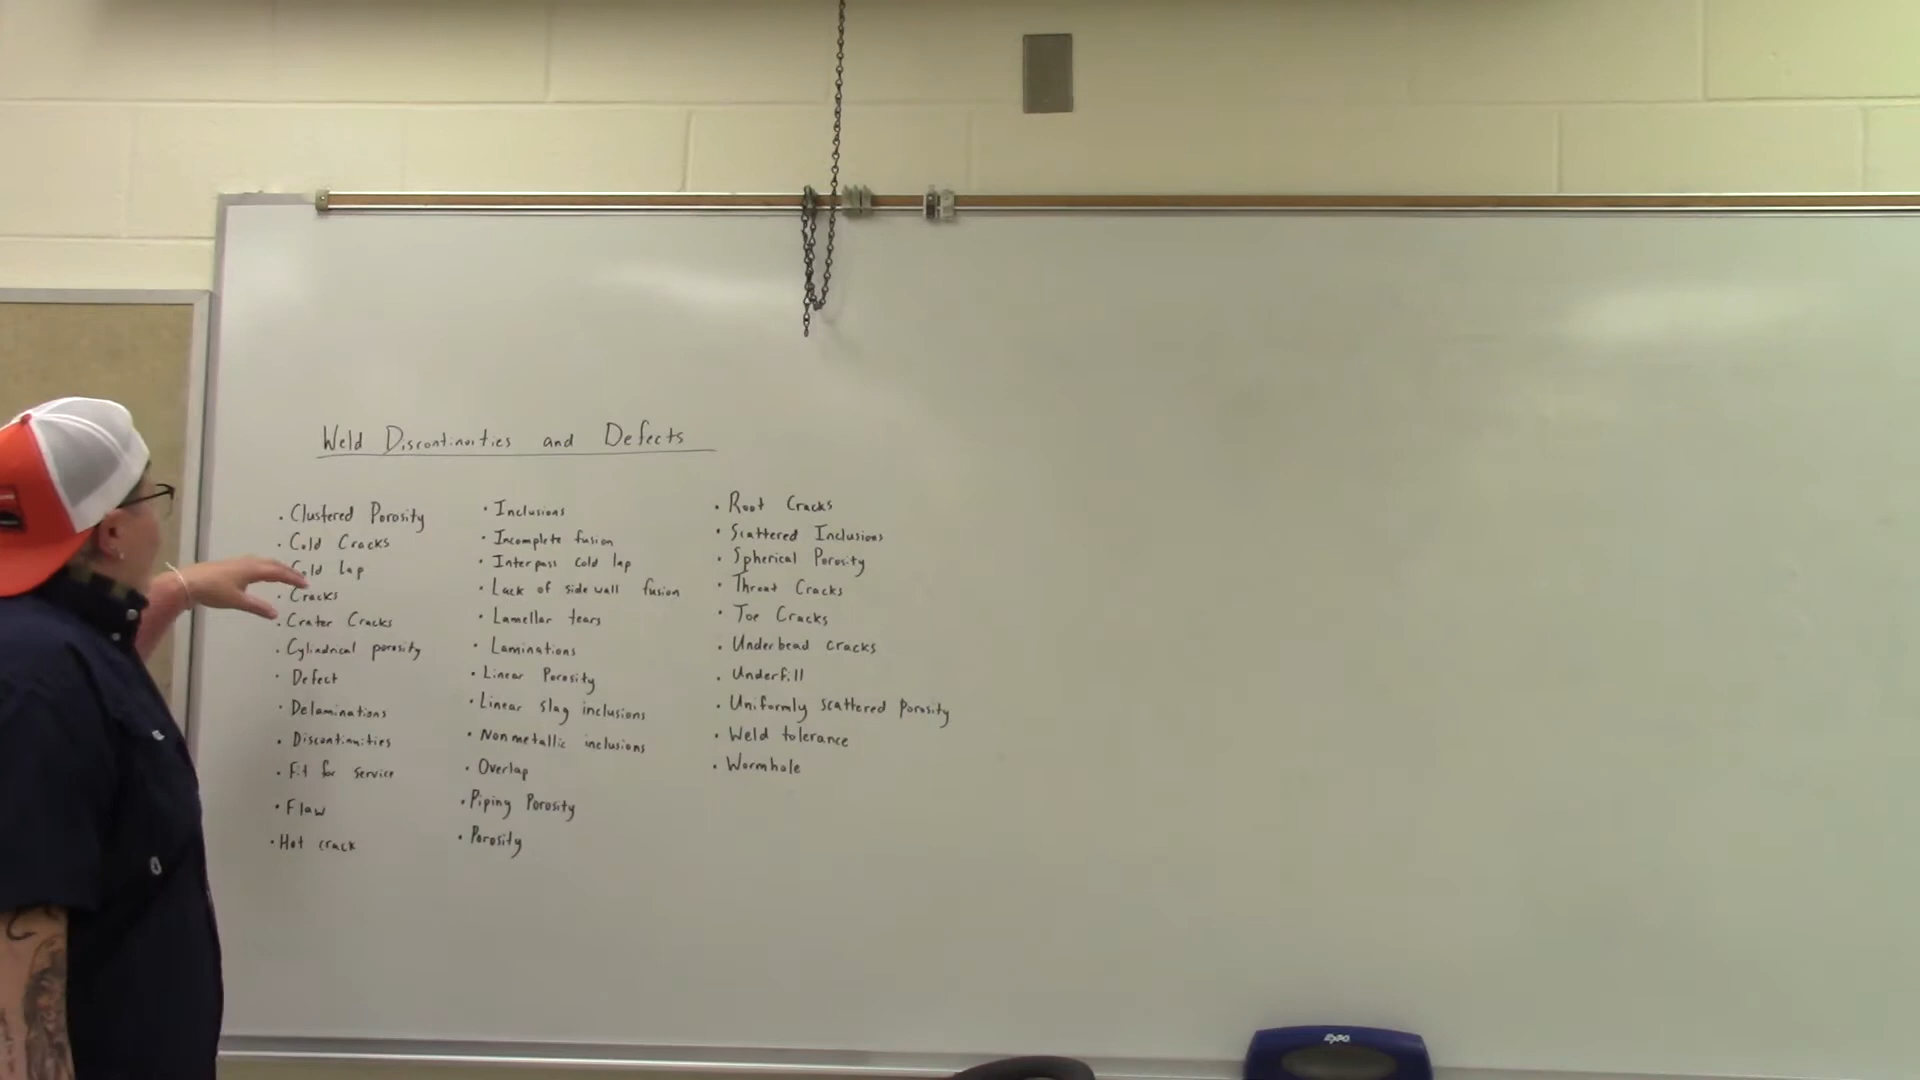 Weld Discontinuities and Defects
• Clustered Porosity
• Cold Cracks
• Cold Lap
• Cracks
• Crater Cracks
• Cylindrical porosity
• Defect
• Delaminations
• Discontinuities
• Fit for service
• Flaw
• Hot crack
• Inclusions
• Incomplete fusion
• Interpass cold lap
• Lack of side wall fusion
• Lamellar tears
• Laminations
• Linear Porosity
• Linear slag inclusions
• Nonmetallic inclusions
• Overlap
• Piping Porosity
• Porosity
• Root Cracks
• Scattered Inclusions
• Spherical Porosity
• Throat Cracks
• Toe Cracks
• Underbead cracks
• Underfill
• Uniformly scattered porosity
• Weld tolerance
• Wormhole
EXPO